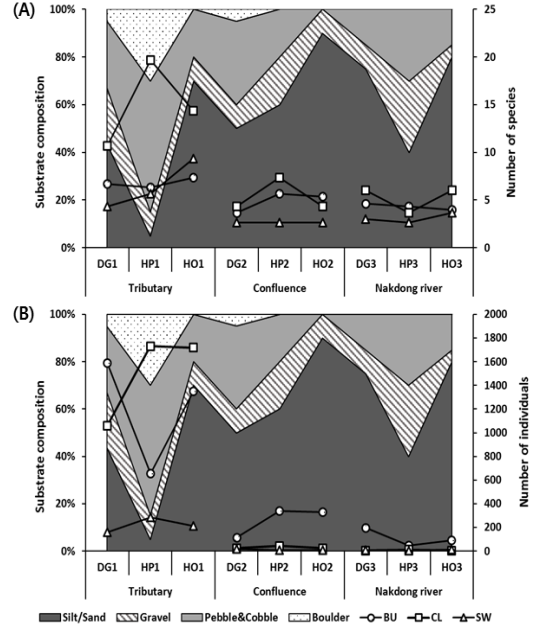 (A)
100% 25
80% 20
60% 15
40% 10
20% 5
0% 0
Substrate composition
Number of species
DG1 HP1 HO1 DG2 HP2 HO2 DG3 HP3 HO3
Tributary Confluence Nakdong river
(B)
100% 2000
1800
80% 1600
1400
60% 1200
1000
40% 800
600
20% 400
200
0% 0
Substrate composition
Number of individuals
DG1 HP1 HO1 DG2 HP2 HO2 DG3 HP3 HO3
Tributary Confluence Nakdong river
Silt/Sand Gravel Pebble&Cobble Boulder BU CL SW